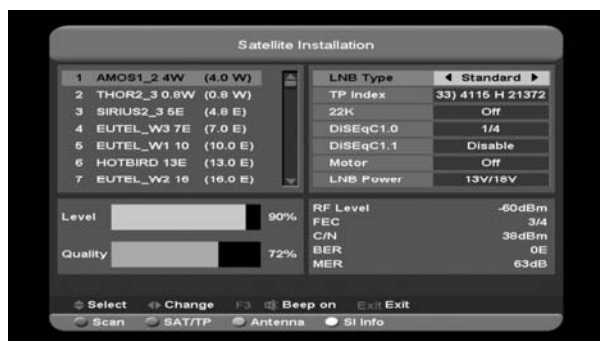 Satellite Installation
1 AMOS1_2 4W (4.0 W)
2 THOR2_3 0.8W (0.8 W)
3 SIRIUS2_3 5E (4.8 E)
4 EUTEL_W3 7E (7.0 E)
5 EUTEL_W1 10 (10.0 E)
6 HOTBIRD 13E (13.0 E)
7 EUTEL_W2 16 (16.0 E)
LNB Type Standard
TP Index 33) 4115 H 21372
22K Off
DiSEqC1.0 1/4
DiSEqC1.1 Disable
Motor Off
LNB Power 13V/18V
Level 90%
Quality 72%
RF Level -60dBm
FEC 3/4
C/N 38dBm
BER 0E
MER 63dB
Select Change F3 Beep on Exit Exit
Scan SAT/TP Antenna SI Info